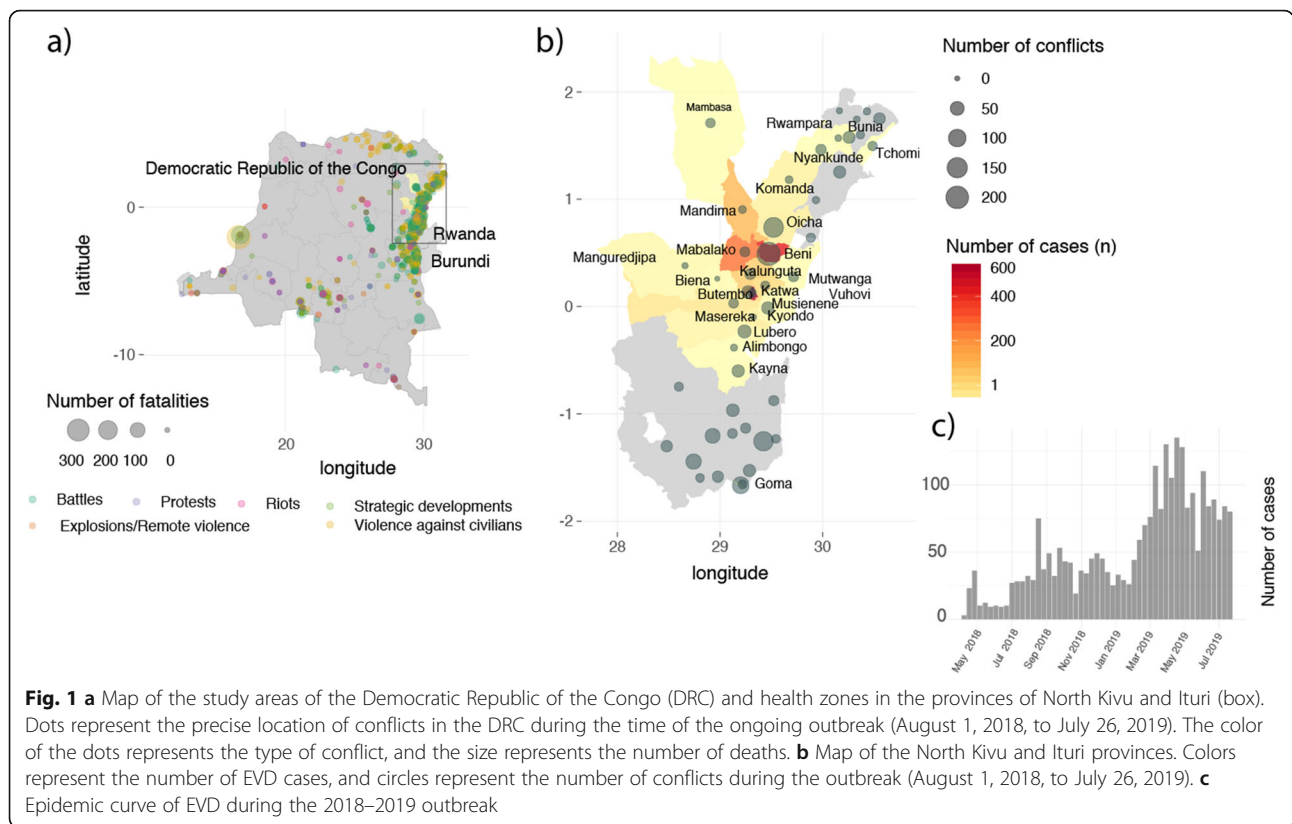 a)
Democratic Republic of the Congo
Rwanda
Burundi
latitude
0
-10
20
30
longitude
Number of fatalities
300 200 100 0
Battles
Protests
Riots
Strategic developments
Explosions/Remote violence
Violence against civilians
b)
2
1
0
-1
-2
28
29
30
longitude
Mambasa
Rwampara
Bunia
Nyankunde
Tchomi
Komanda
Mandima
Oicha
Mabalako
Beni
Manguredjipa
Kalunguta
Mutwanga
Biena
Katwa
Butembo
Vuhovi
Musienene
Masereka
Kyondo
Lubero
Alimbongo
Kayna
Goma
Number of conflicts
0
50
100
150
200
Number of cases (n)
600
400
200
1
c)
100
50
0
Number of cases
May 2018
Jul 2018
Sep 2018
Nov 2018
Jan 2019
Mar 2019
May 2019
Jul 2019
Fig. 1 a Map of the study areas of the Democratic Republic of the Congo (DRC) and health zones in the provinces of North Kivu and Ituri (box).
Dots represent the precise location of conflicts in the DRC during the time of the ongoing outbreak (August 1, 2018, to July 26, 2019). The color
of the dots represents the type of conflict, and the size represents the number of deaths. b Map of the North Kivu and Ituri provinces. Colors
represent the number of EVD cases, and circles represent the number of conflicts during the outbreak (August 1, 2018, to July 26, 2019). c
Epidemic curve of EVD during the 2018–2019 outbreak